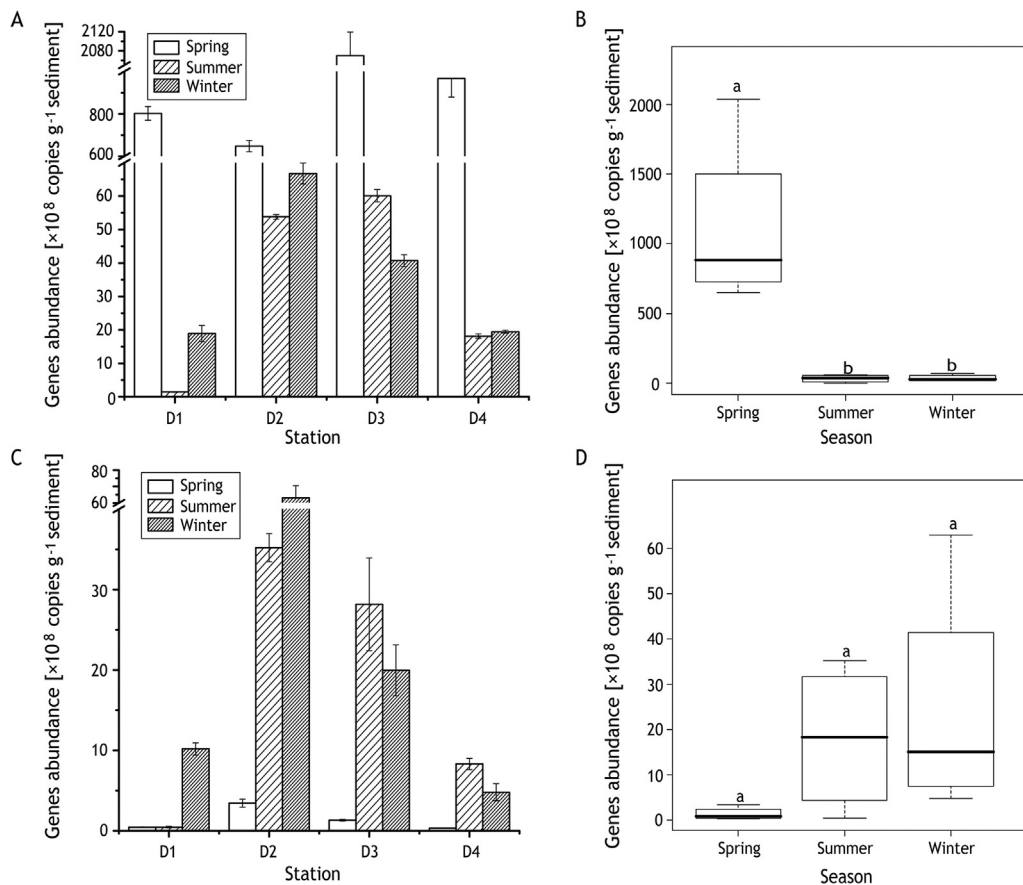 A
Genes abundance [×10⁸ copies g⁻¹ sediment]
2120
2080
800
600
60
50
40
30
20
10
0
Spring
Summer
Winter
D1 D2 D3 D4
Station
B
Genes abundance [×10⁸ copies g⁻¹ sediment]
2000
1500
1000
500
0
a
b b
Spring Summer Winter
Season
C
Genes abundance [×10⁸ copies g⁻¹ sediment]
80
60
30
20
10
0
Spring
Summer
Winter
D1 D2 D3 D4
Station
D
Genes abundance [×10⁸ copies g⁻¹ sediment]
60
50
40
30
20
10
0
a a a
Spring Summer Winter
Season